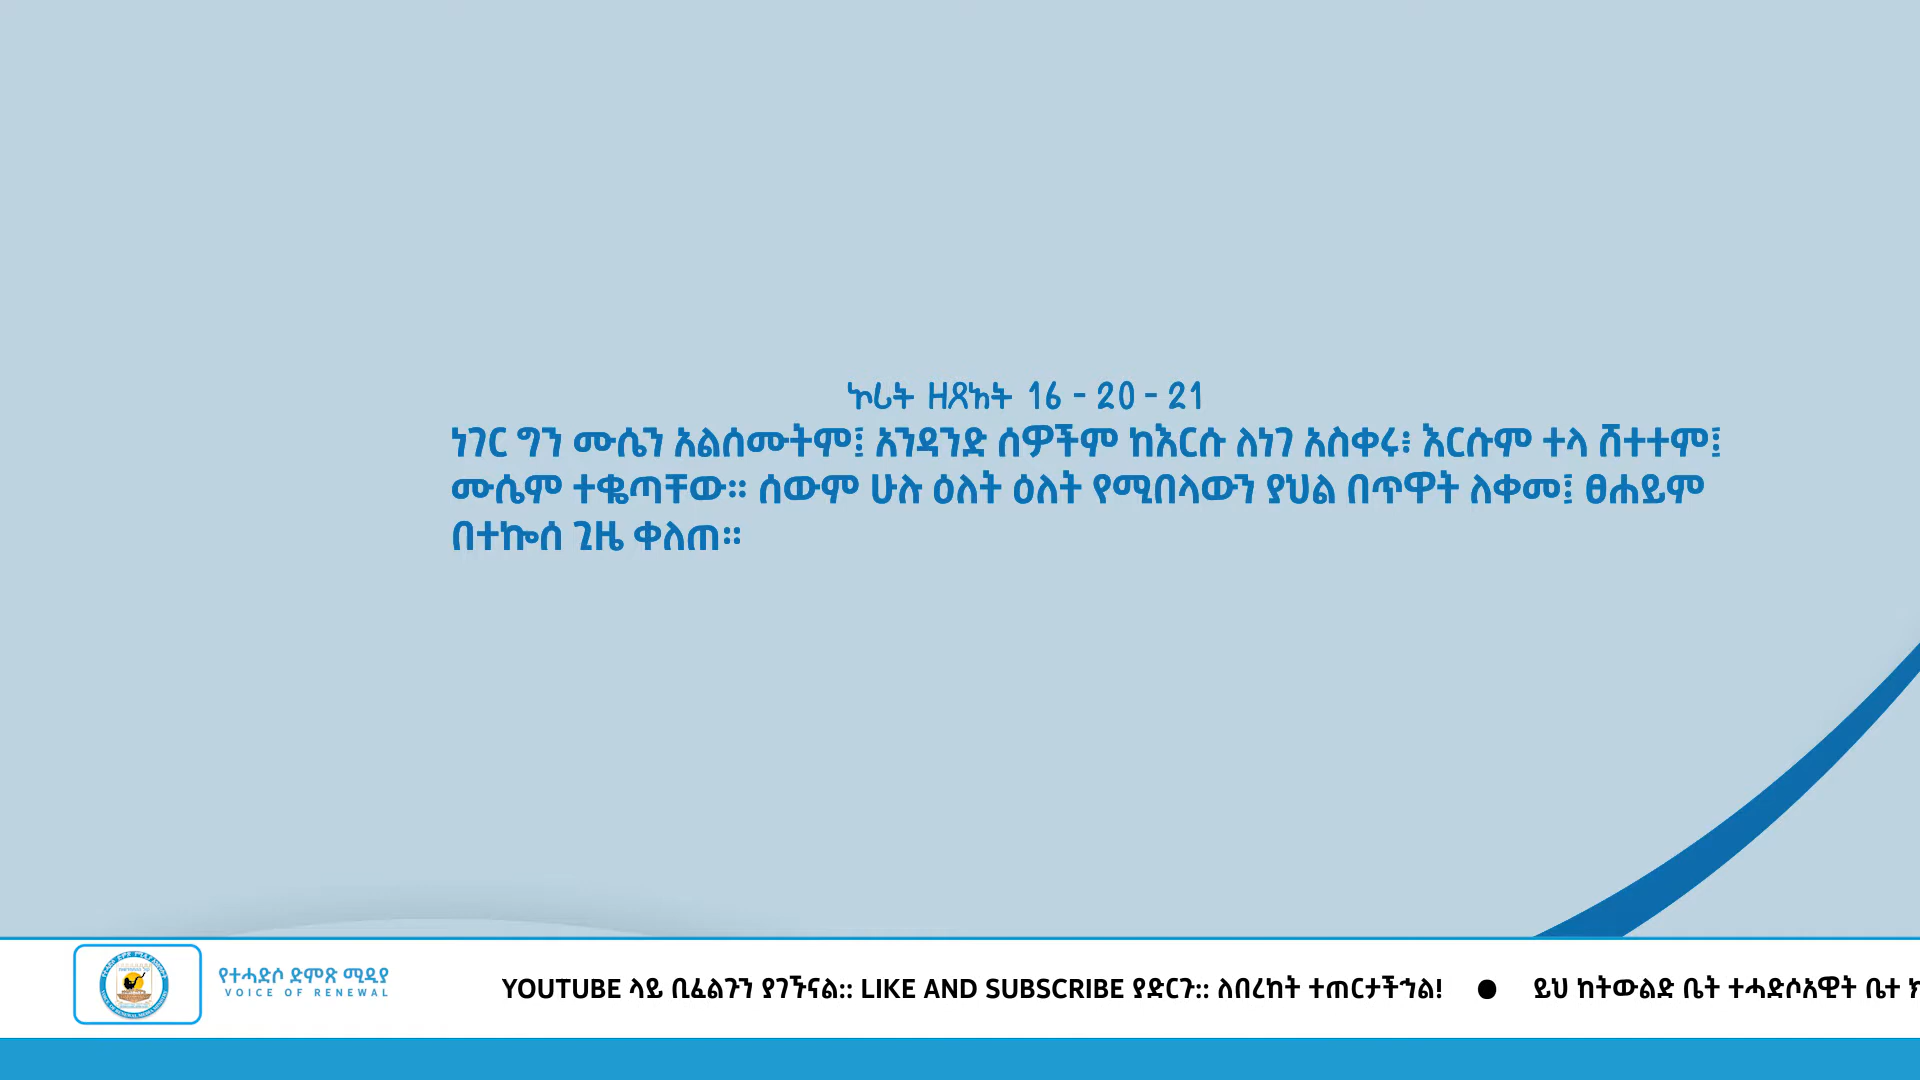 ኦሪት ዘጸአት 16 - 20 - 21
ነገር ግን ሙሴን አልሰሙትም፤ አንዳንድ ሰዎችም ከእርሱ ለነገ አስቀሩ፥ እርሱም ተላ ሸተተም፤
ሙሴም ተቈጣቸው። ሰውም ሁሉ ዕለት ዕለት የሚበላውን ያህል በጥዋት ለቀመ፤ ፀሐይም
በተኰሰ ጊዜ ቀለጠ።
የተሓድሶ ድምጽ ሚዲያ
VOICE OF RENEWAL
YOUTUBE ላይ ቢፈልጉን ያገኙናል:: LIKE AND SUBSCRIBE ያድርጉ:: ለበረከት ተጠርታችኀል! ● ይህ ከትውልድ ቤት ተሓድሶአዊት ቤተ